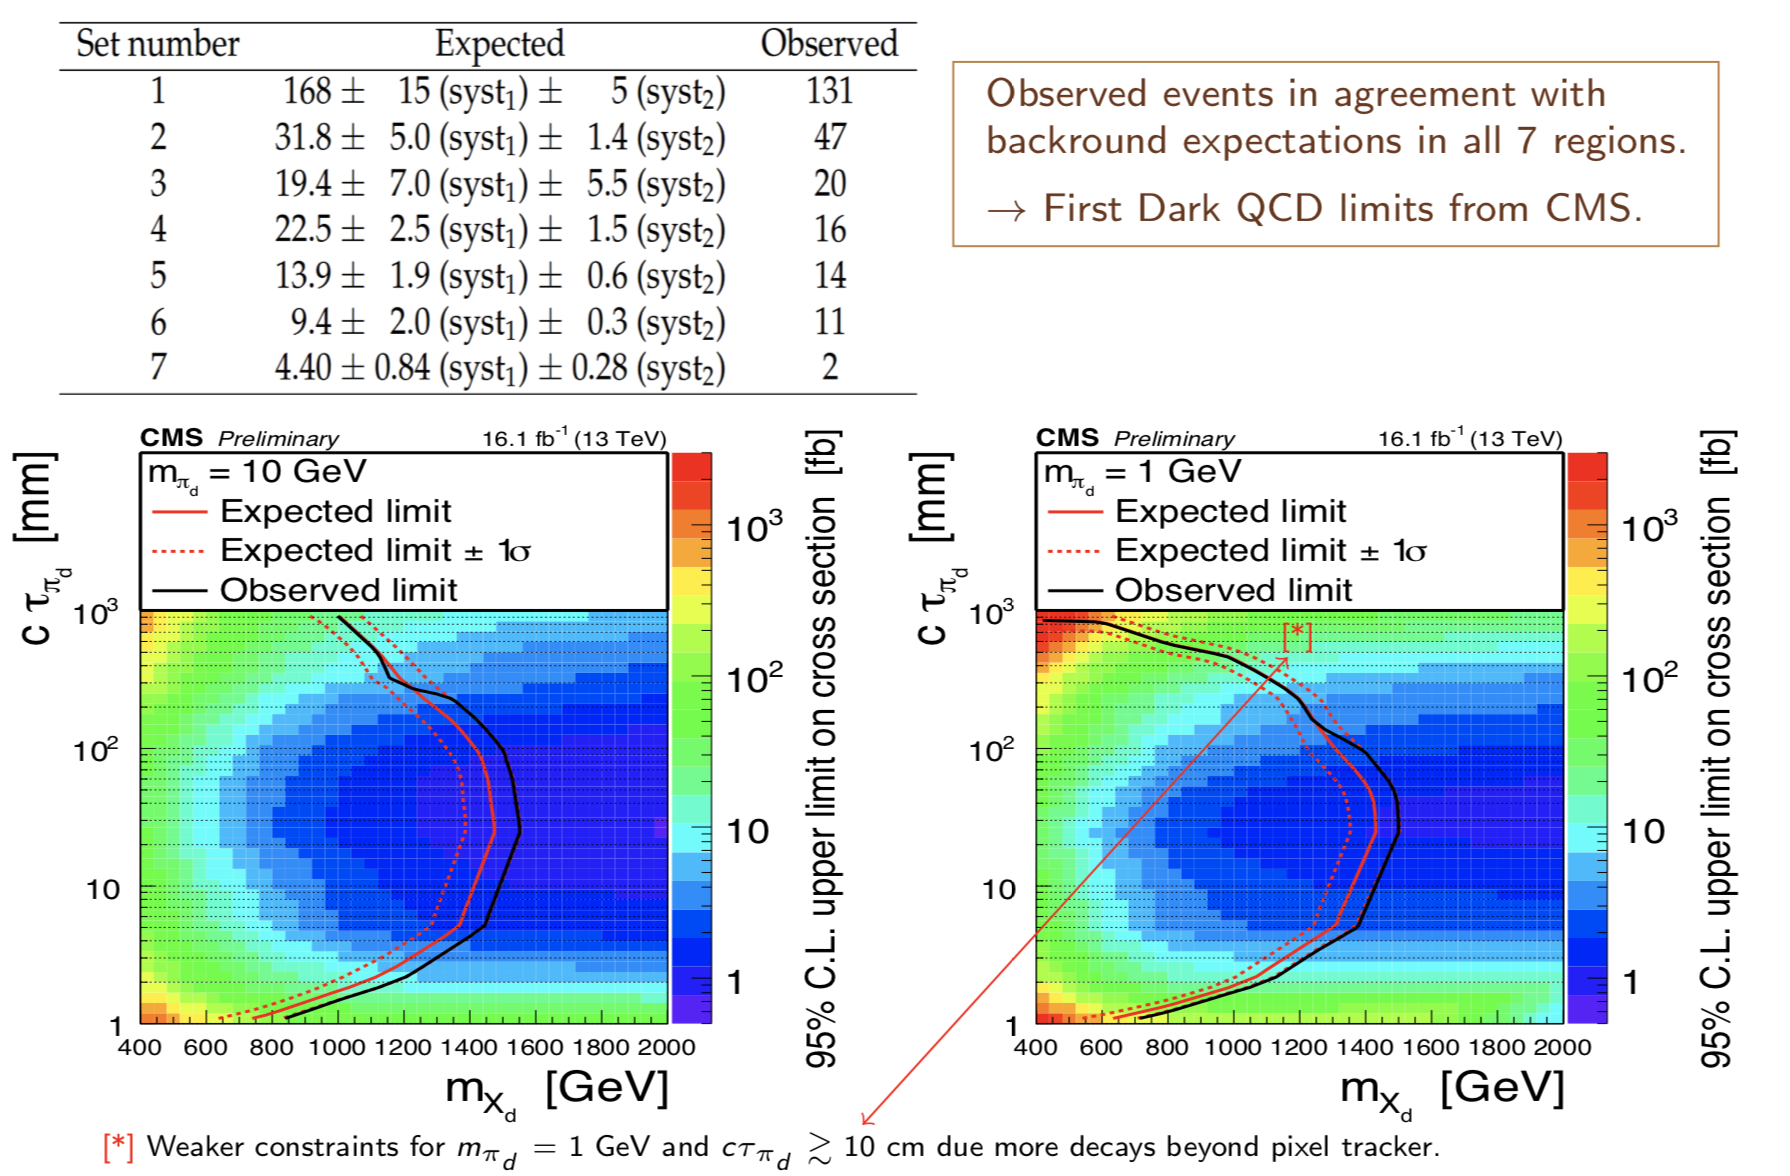 Set number Expected Observed
1 168 ± 15 (syst₁) ± 5 (syst₂) 131
2 31.8 ± 5.0 (syst₁) ± 1.4 (syst₂) 47
3 19.4 ± 7.0 (syst₁) ± 5.5 (syst₂) 20
4 22.5 ± 2.5 (syst₁) ± 1.5 (syst₂) 16
5 13.9 ± 1.9 (syst₁) ± 0.6 (syst₂) 14
6 9.4 ± 2.0 (syst₁) ± 0.3 (syst₂) 11
7 4.40 ± 0.84 (syst₁) ± 0.28 (syst₂) 2
Observed events in agreement with
backround expectations in all 7 regions.
→ First Dark QCD limits from CMS.
CMS Preliminary 16.1 fb⁻¹ (13 TeV)
m_π_d = 10 GeV
Expected limit
Expected limit ± 1σ
Observed limit
c τ_π_d [mm]
10³
10²
10
1
400 600 800 1000 1200 1400 1600 1800 2000
m_X_d [GeV]
10³
10²
10
1
95% C.L. upper limit on cross section [fb]
CMS Preliminary 16.1 fb⁻¹ (13 TeV)
m_π_d = 1 GeV
Expected limit
Expected limit ± 1σ
Observed limit
[*]
c τ_π_d [mm]
10³
10²
10
1
400 600 800 1000 1200 1400 1600 1800 2000
m_X_d [GeV]
10³
10²
10
1
95% C.L. upper limit on cross section [fb]
[*] Weaker constraints for m_π_d = 1 GeV and cτ_π_d ≳ 10 cm due more decays beyond pixel tracker.